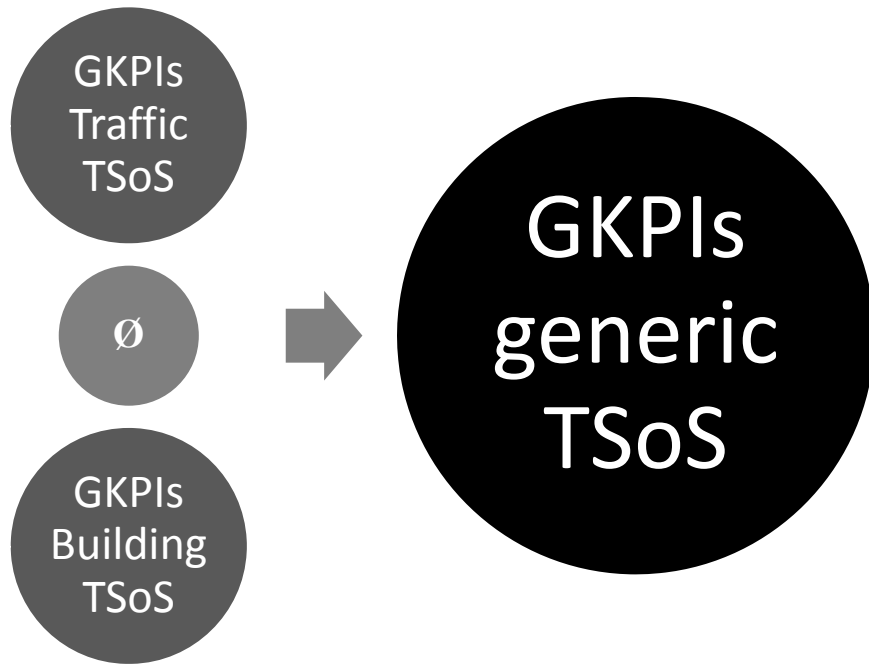 GKPIs
Traffic
TSoS
Ø
GKPIs
Building
TSoS
GKPIs
generic
TSoS